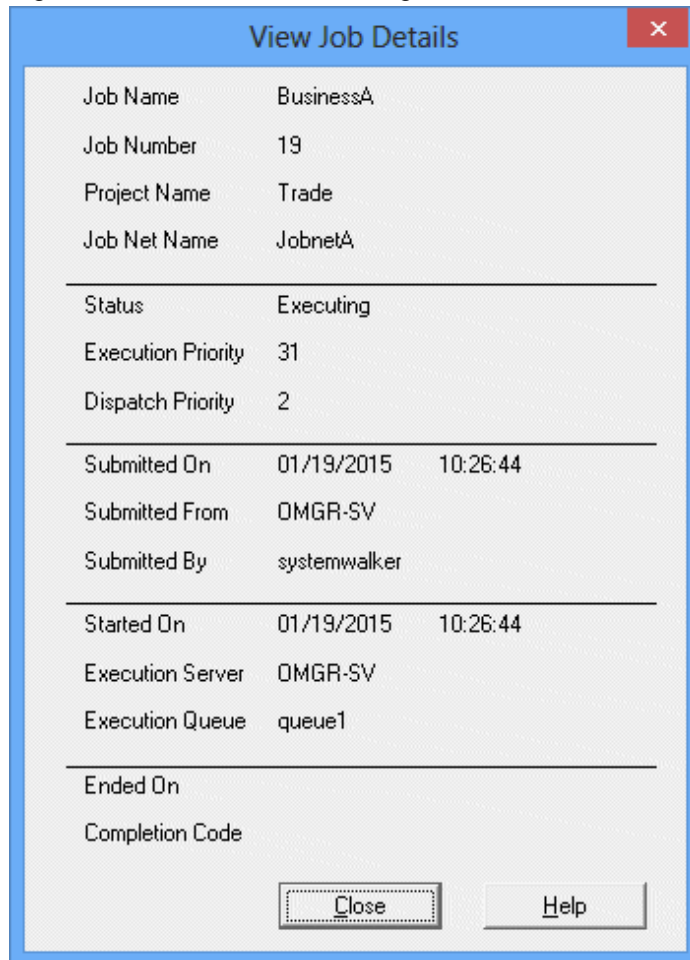 View Job Details
Job Name BusinessA
Job Number 19
Project Name Trade
Job Net Name JobnetA
Status Executing
Execution Priority 31
Dispatch Priority 2
Submitted On 01/19/2015 10:26:44
Submitted From OMGR-SV
Submitted By systemwalker
Started On 01/19/2015 10:26:44
Execution Server OMGR-SV
Execution Queue queue1
Ended On
Completion Code
Close Help